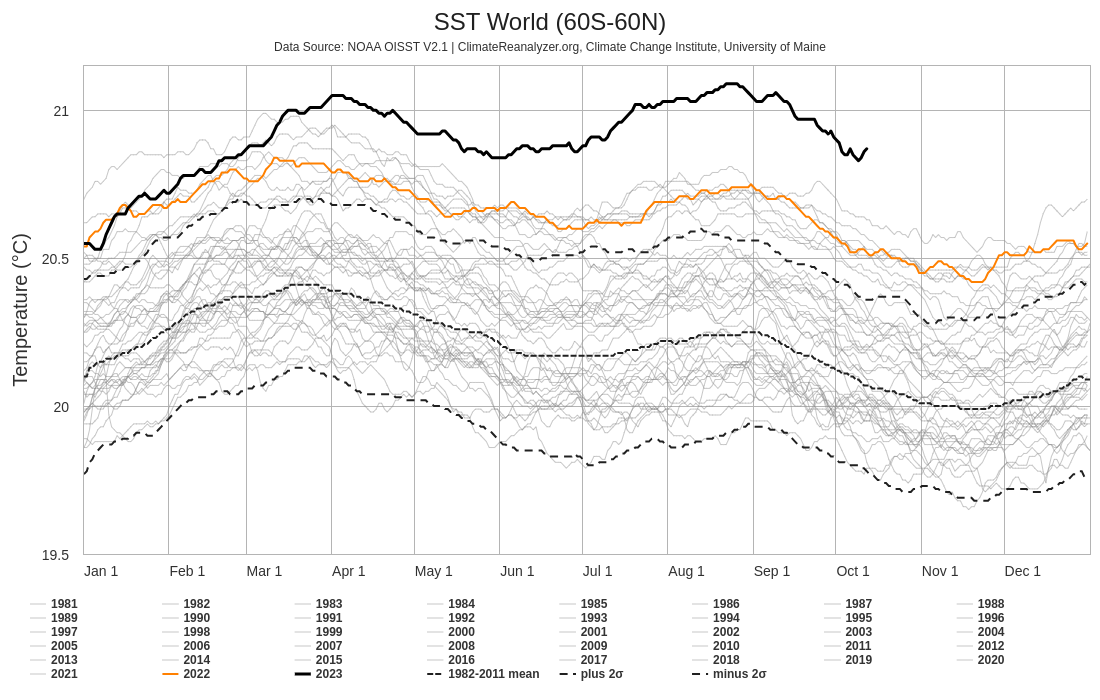 SST World (60S-60N)
Data Source: NOAA OISST V2.1 | ClimateReanalyzer.org, Climate Change Institute, University of Maine
Temperature (°C)
21
20.5
20
19.5
Jan 1 Feb 1 Mar 1 Apr 1 May 1 Jun 1 Jul 1 Aug 1 Sep 1 Oct 1 Nov 1 Dec 1
1981 1982 1983 1984 1985 1986 1987 1988
1989 1990 1991 1992 1993 1994 1995 1996
1997 1998 1999 2000 2001 2002 2003 2004
2005 2006 2007 2008 2009 2010 2011 2012
2013 2014 2015 2016 2017 2018 2019 2020
2021 2022 2023 1982-2011 mean plus 2σ minus 2σ